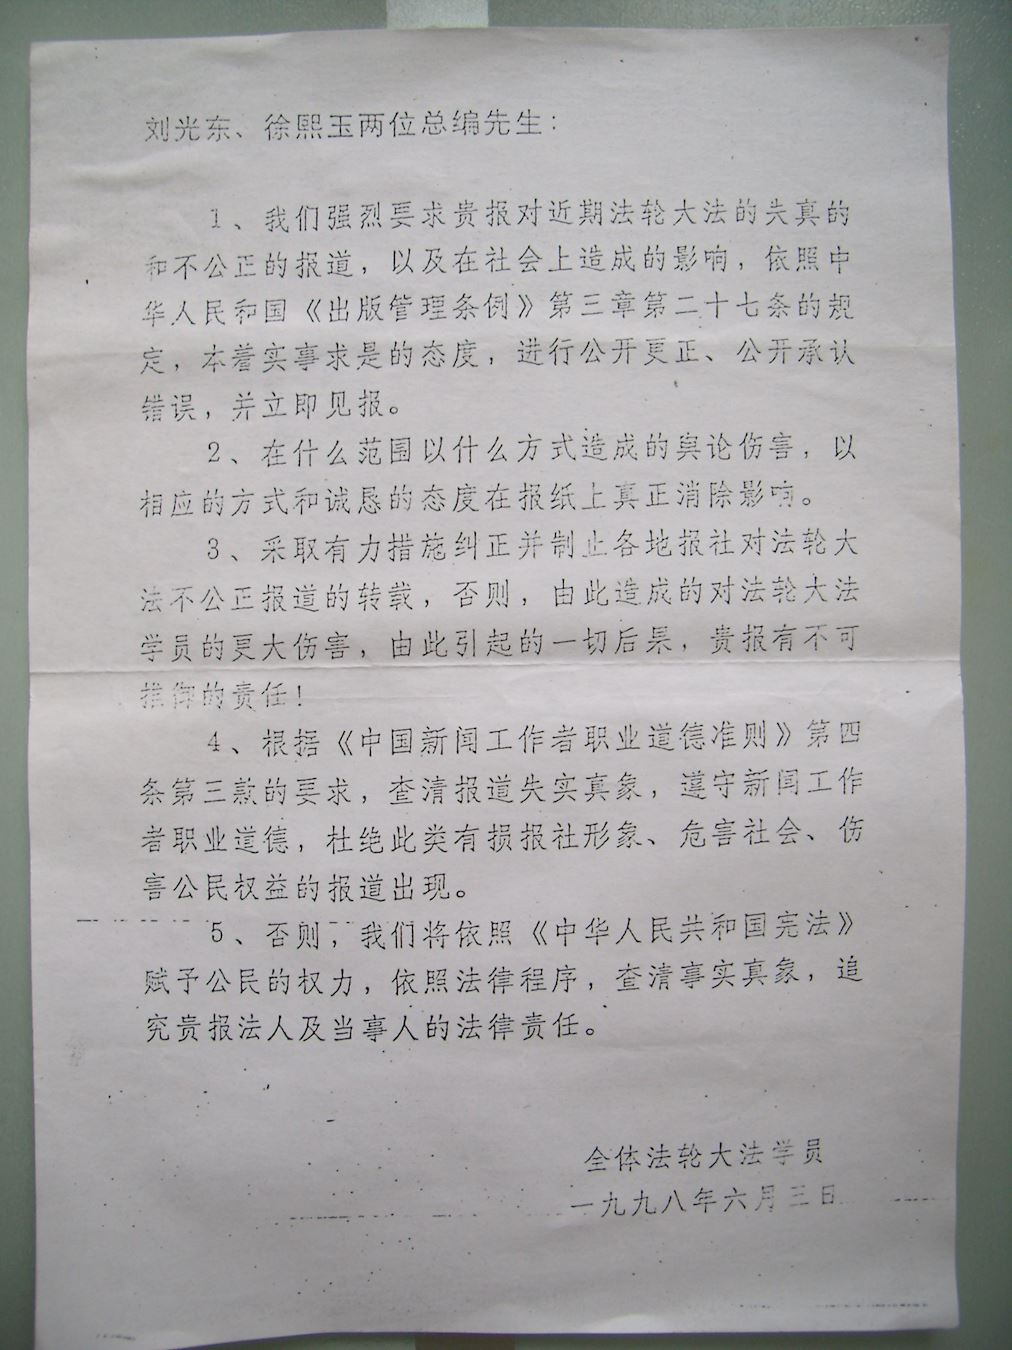 刘光东、徐熙玉两位总编先生：
1、我们强烈要求贵报对近期法轮大法的失真的
和不公正的报道，以及在社会上造成的影响，依照中
华人民和国《出版管理条例》第三章第二十七条的规
定，本着实事求是的态度，进行公开更正、公开承认
错误，并立即见报。
2、在什么范围以什么方式造成的舆论伤害，以
相应的方式和诚恳的态度在报纸上真正消除影响。
3、采取有力措施纠正并制止各地报社对法轮大
法不公正报道的转载，否则，由此造成的对法轮大法
学员的更大伤害，由此引起的一切后果，贵报有不可
推卸的责任！
4、根据《中国新闻工作者职业道德准则》第四
条第三款的要求，查清报道失实真象，遵守新闻工作
者职业道德，杜绝此类有损报社形象、危害社会、伤
害公民权益的报道出现。
5、否则，我们将依照《中华人民共和国宪法》
赋予公民的权力，依照法律程序，查清事实真象，追
究贵报法人及当事人的法律责任。
全体法轮大法学员
一九九八年六月三日